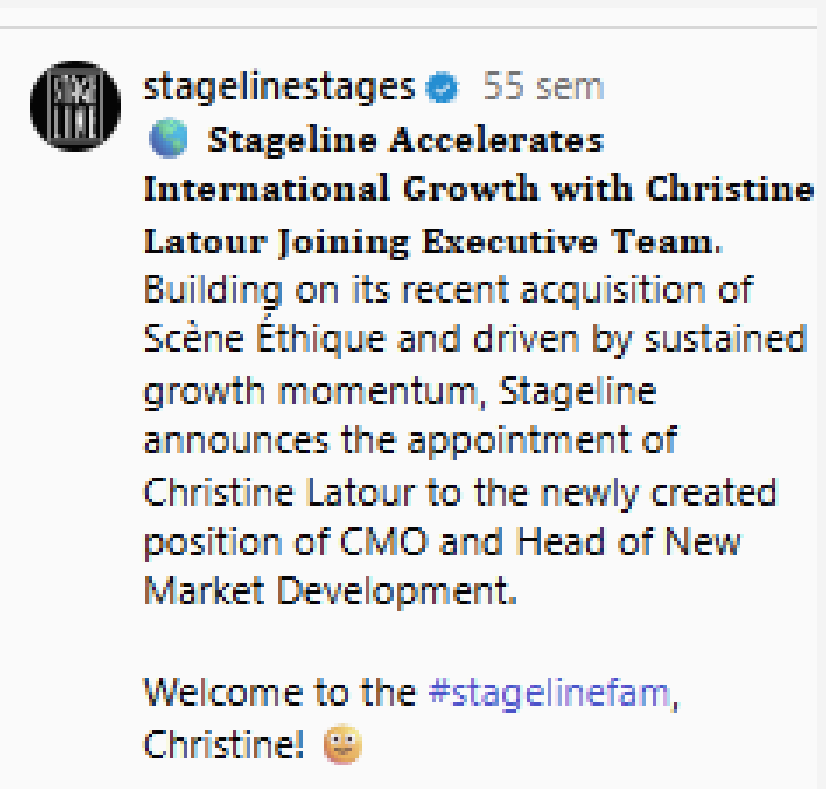 STAGE
LINE
stagelinestages 55 sem
🌎 Stageline Accelerates
International Growth with Christine
Latour Joining Executive Team.
Building on its recent acquisition of
Scène Éthique and driven by sustained
growth momentum, Stageline
announces the appointment of
Christine Latour to the newly created
position of CMO and Head of New
Market Development.
Welcome to the #stagelinefam,
Christine! 😊